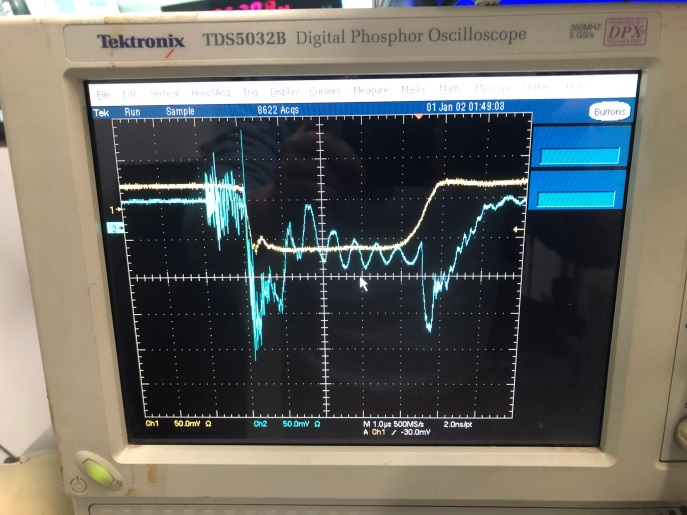 Tektronix TDS5032B Digital Phosphor Oscilloscope
350MHZ
5 GS/s
DPX
File Edit Vertical Horiz/Acq Trig Display Cursors Measure Masks Math Utilities Help
Tek Run Sample 8622 Acqs 01 Jan 02 01:49:03
Buttons
1
2
Ch1 50.0mV Ω Ch2 50.0mV Ω M 1.0µs 500MS/s 2.0ns/pt
A Ch1 / -30.0mV